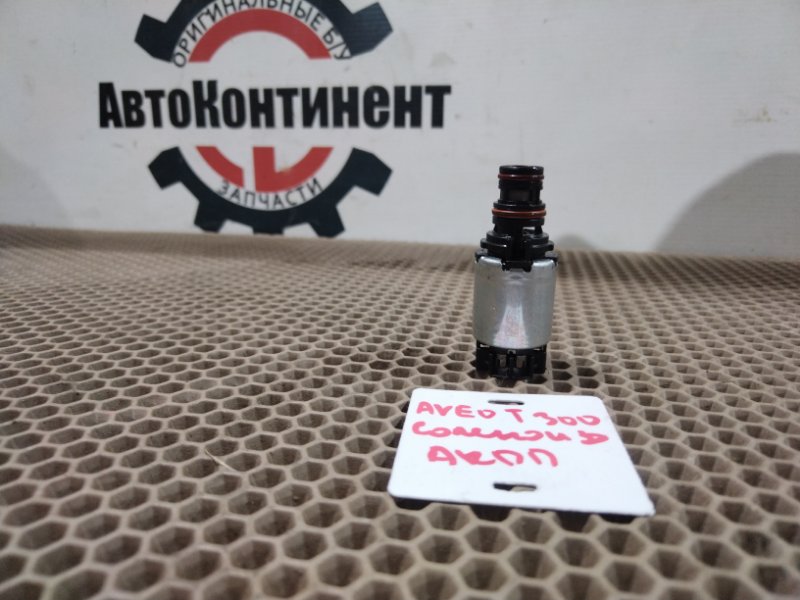 ОРИГИНАЛЬНЫЕ Б/У
АвтоКонтинент
ЗАПЧАСТИ
AVEO T300
Соленоид
АКПП